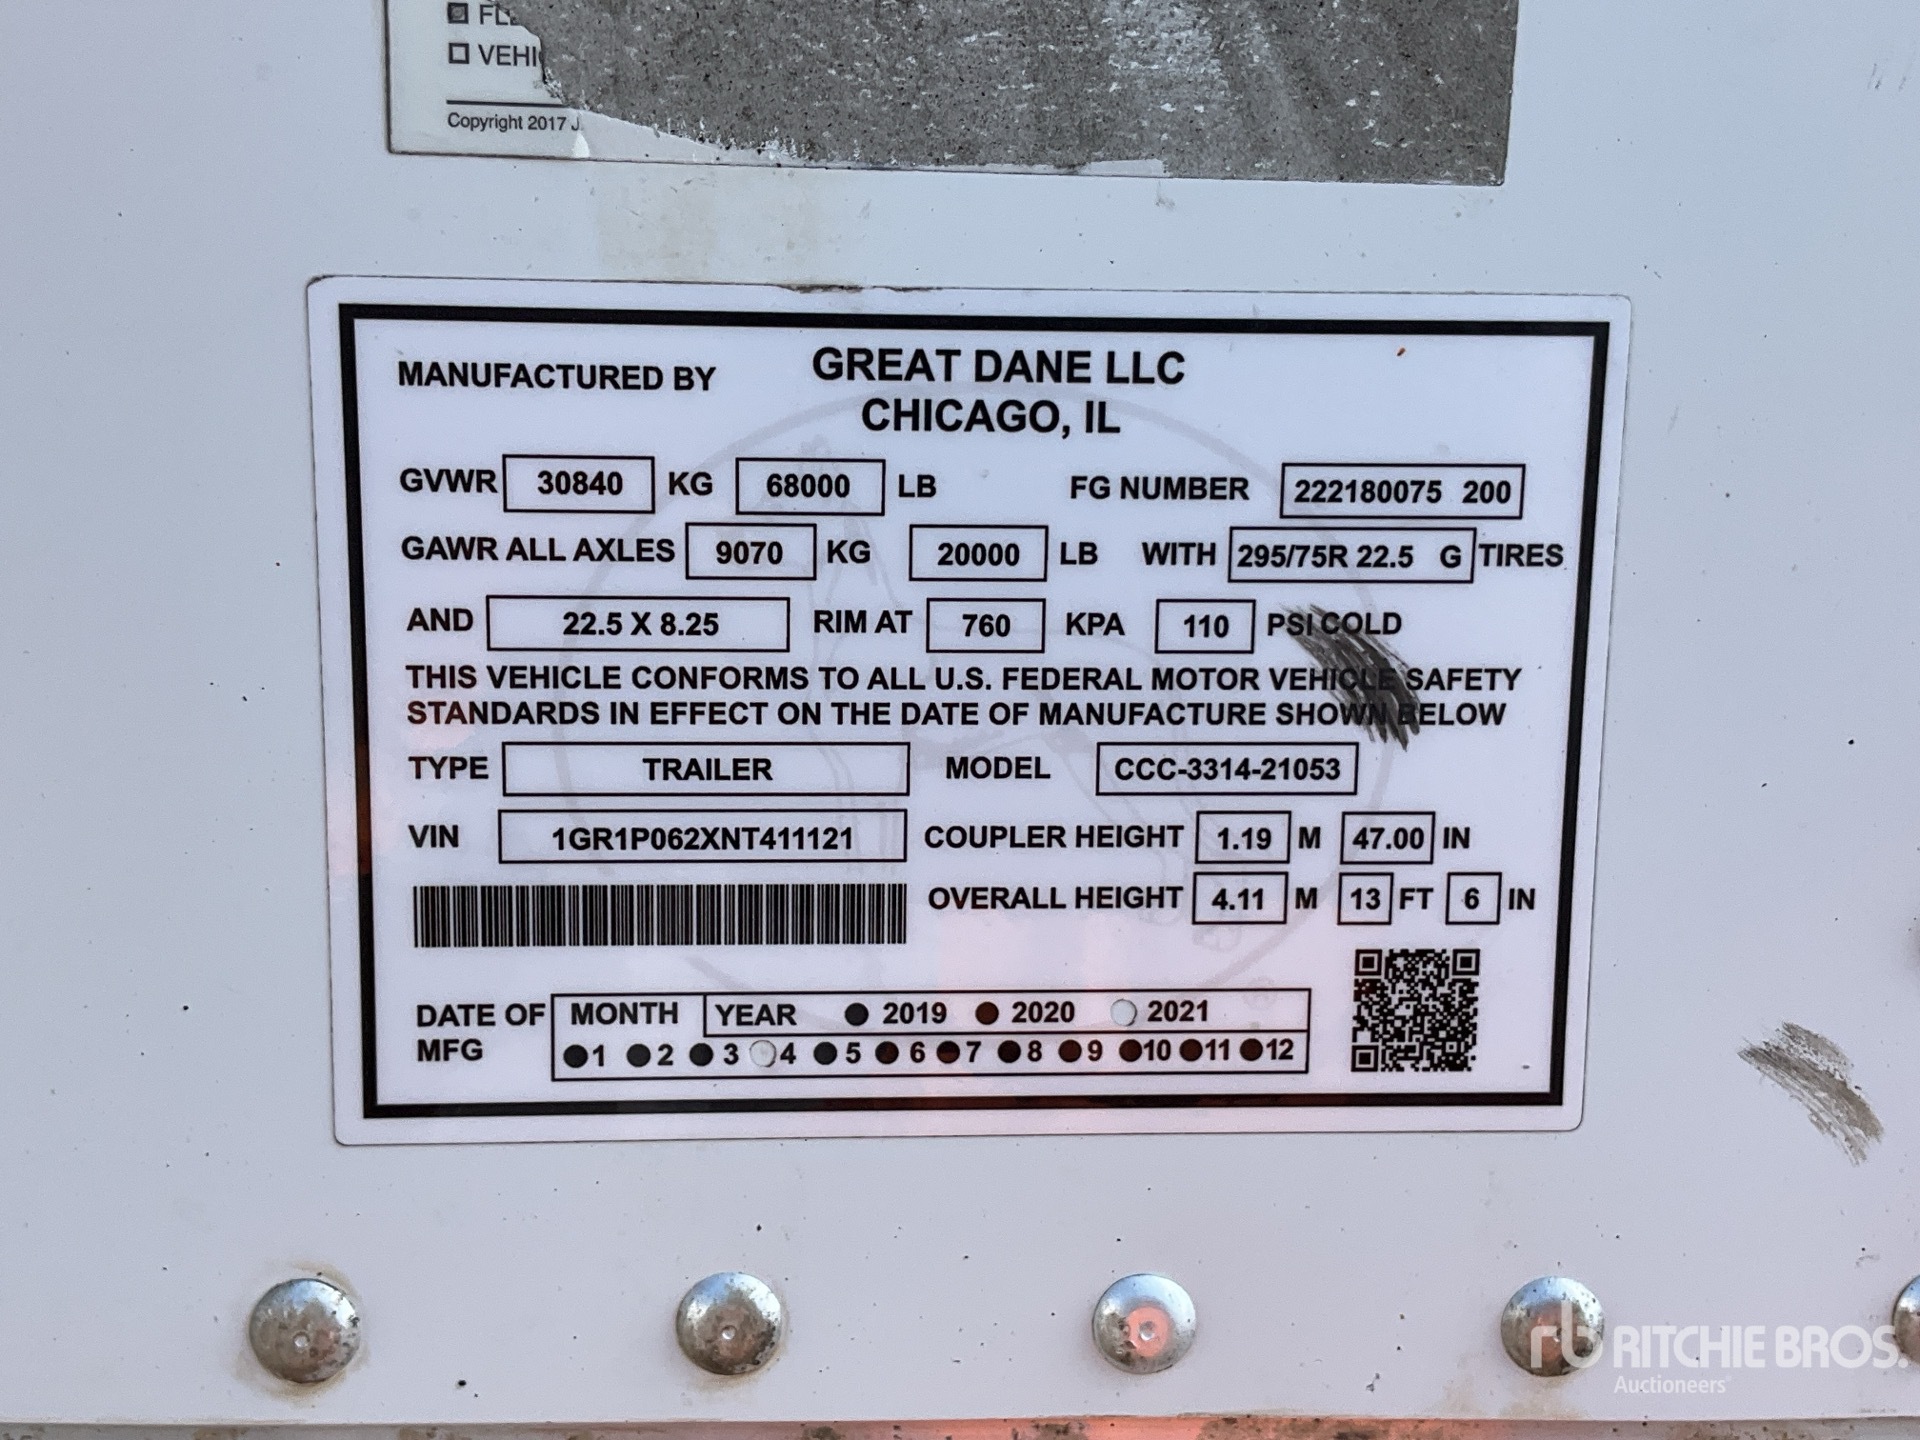 VEHI
Copyright 2017 J
MANUFACTURED BY GREAT DANE LLC
CHICAGO, IL
GVWR 30840 KG 68000 LB FG NUMBER 222180075 200
GAWR ALL AXLES 9070 KG 20000 LB WITH 295/75R 22.5 G TIRES
AND 22.5 X 8.25 RIM AT 760 KPA 110 PSI COLD
THIS VEHICLE CONFORMS TO ALL U.S. FEDERAL MOTOR VEHICLE SAFETY
STANDARDS IN EFFECT ON THE DATE OF MANUFACTURE SHOWN BELOW
TYPE TRAILER MODEL CCC-3314-21053
VIN 1GR1P062XNT411121 COUPLER HEIGHT 1.19 M 47.00 IN
OVERALL HEIGHT 4.11 M 13 FT 6 IN
DATE OF MFG MONTH YEAR 2019 2020 2021
1 2 3 4 5 6 7 8 9 10 11 12
rb RITCHIE BROS.
Auctioneers